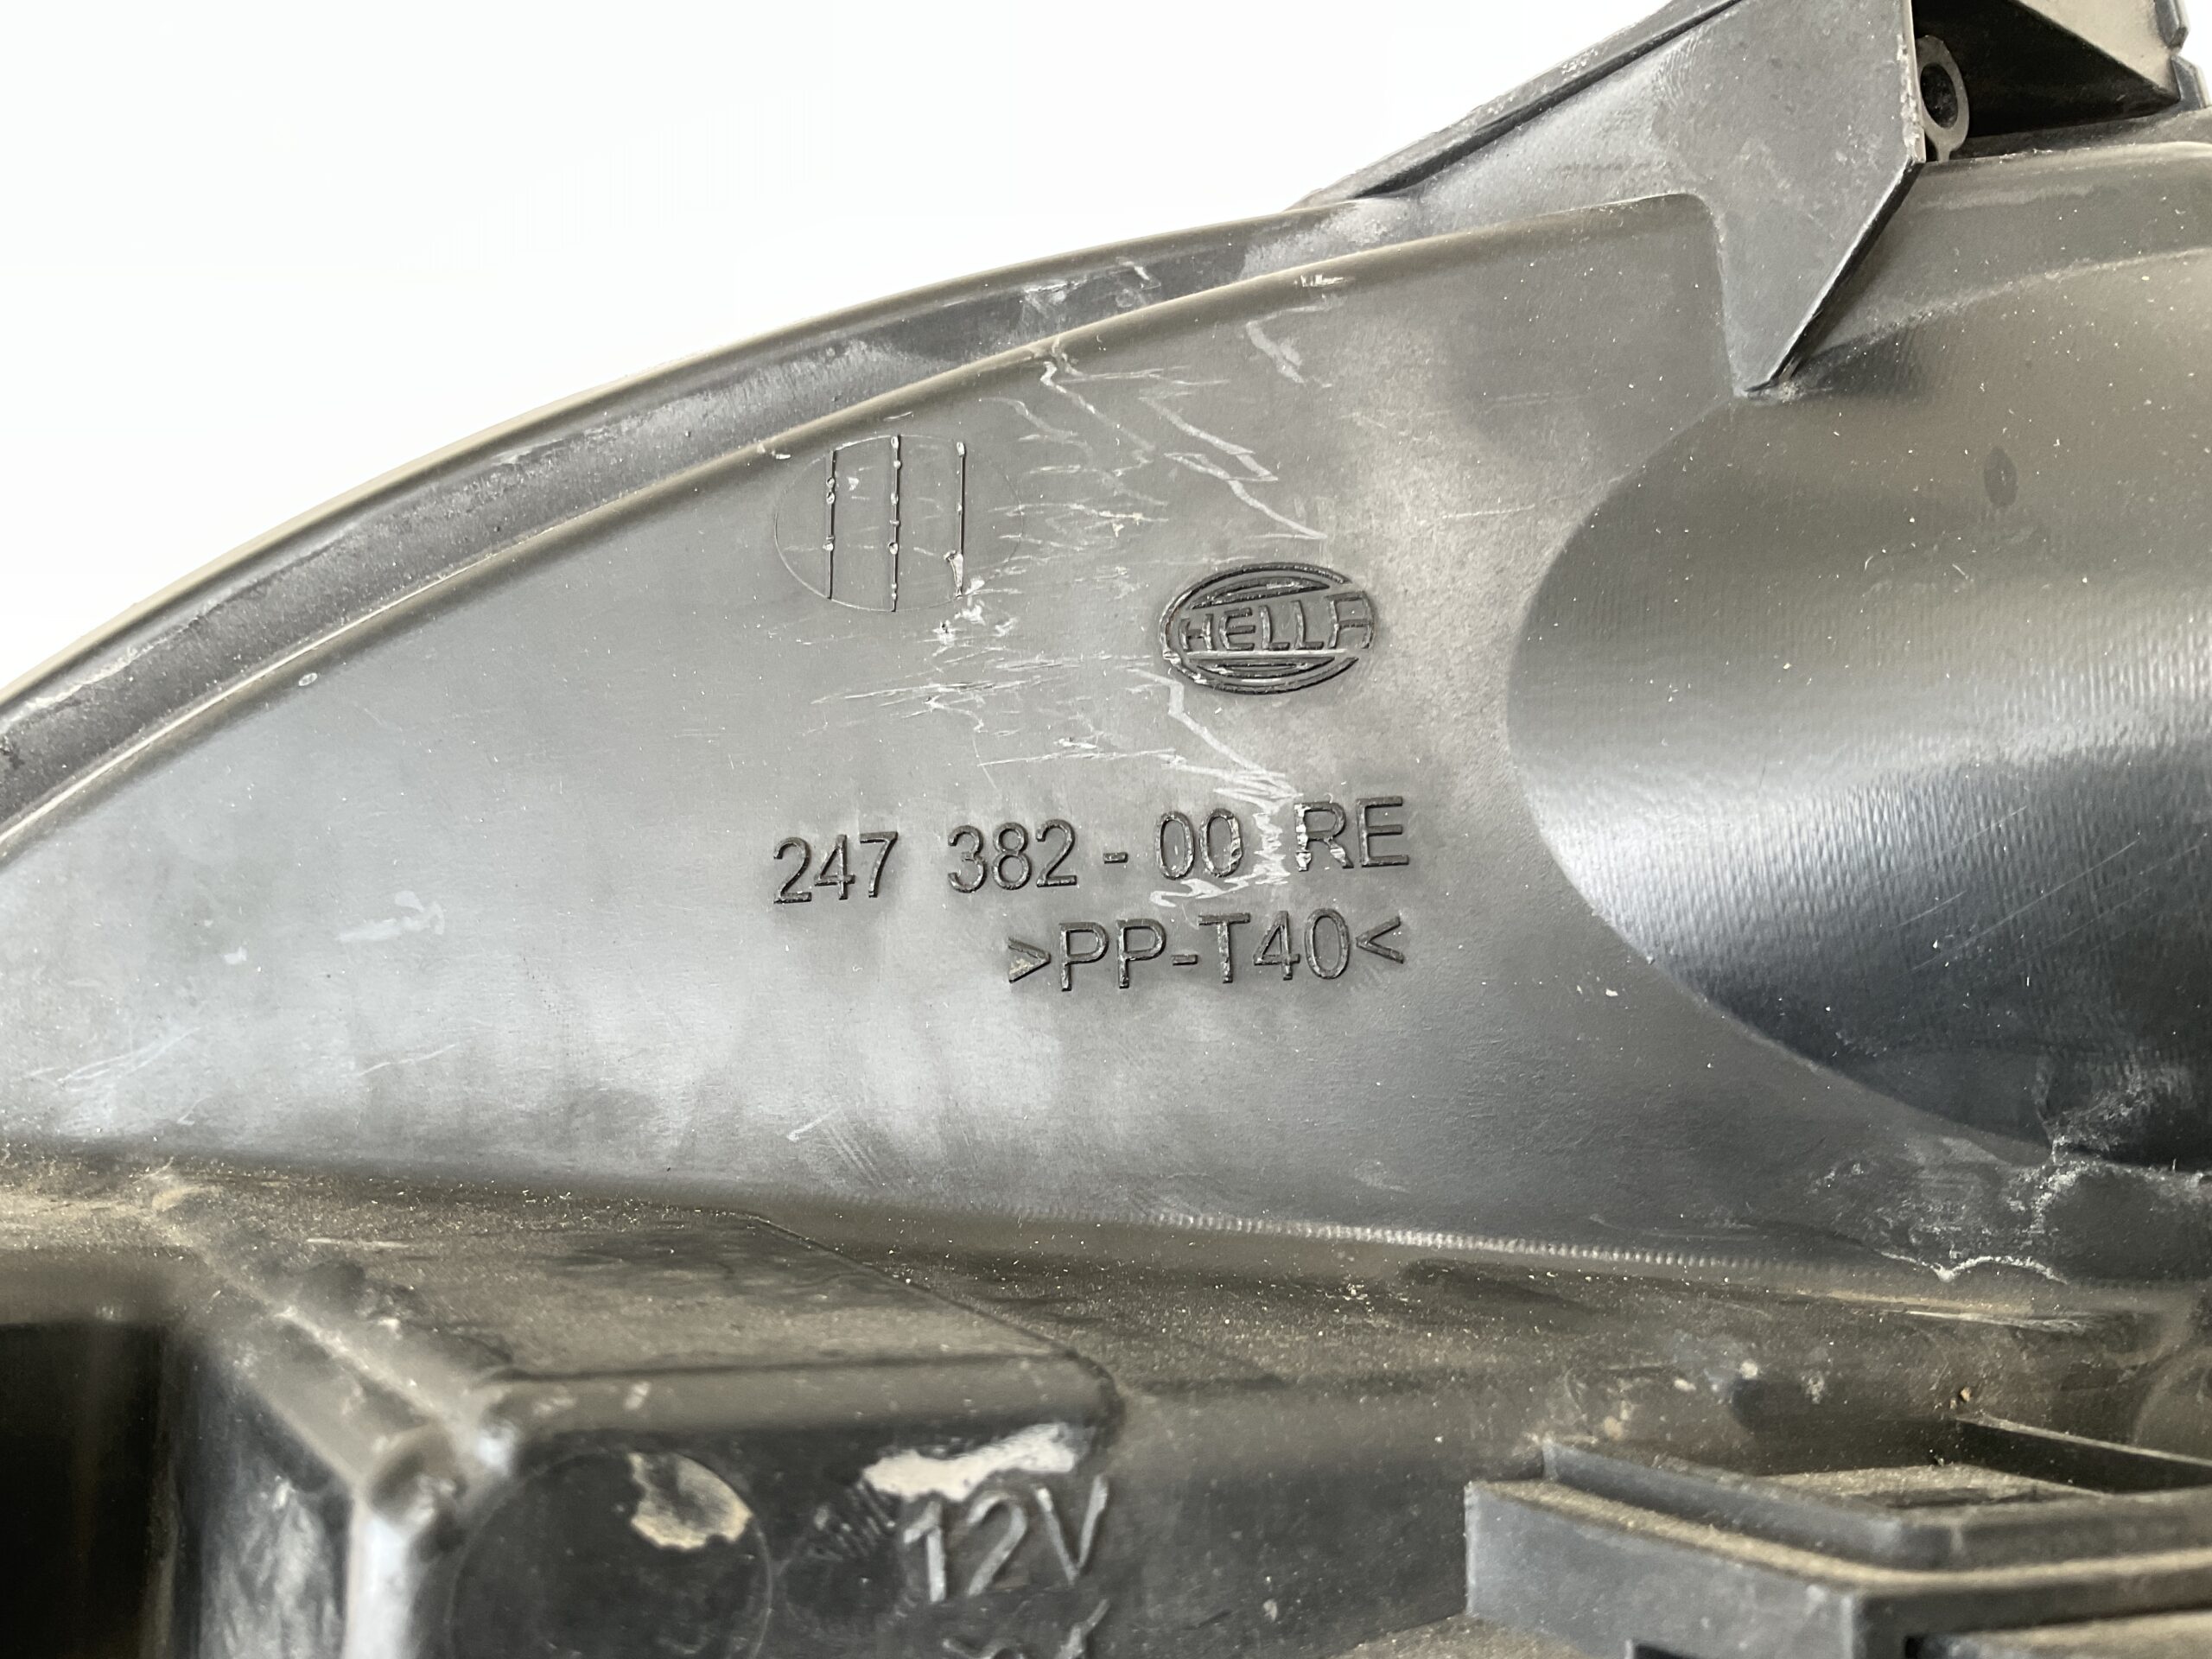 HELLA
247 382-00 RE
>PP-T40<
12V